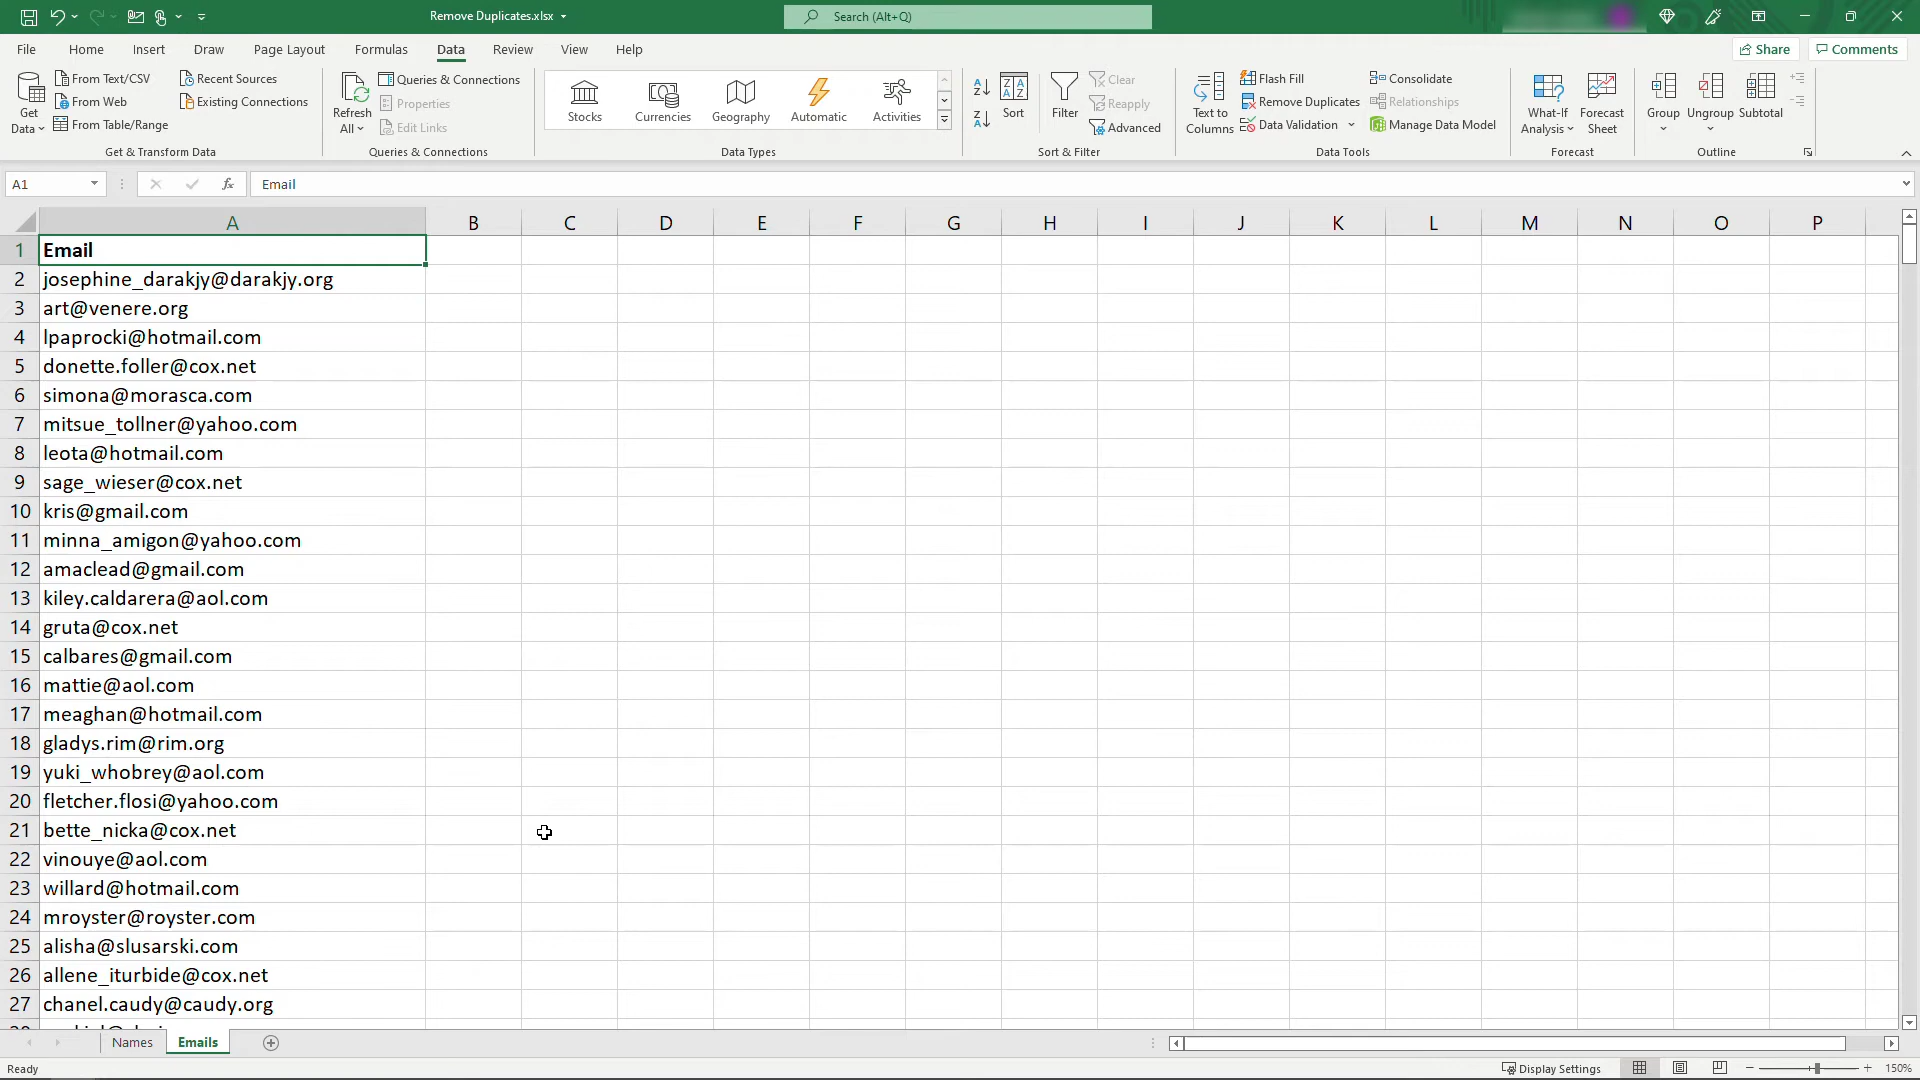 Remove Duplicates.xlsx
Search (Alt+Q)
File Home Insert Draw Page Layout Formulas Data Review View Help
Share Comments
Get Data
From Text/CSV
From Web
From Table/Range
Recent Sources
Existing Connections
Get & Transform Data
Refresh All
Queries & Connections
Properties
Edit Links
Queries & Connections
Stocks Currencies Geography Automatic Activities
Data Types
Sort
Filter
Clear
Reapply
Advanced
Sort & Filter
Text to Columns
Flash Fill
Remove Duplicates
Data Validation
Consolidate
Relationships
Manage Data Model
Data Tools
What-If Analysis
Forecast Sheet
Forecast
Group Ungroup Subtotal
Outline
A1 fx Email
A B C D E F G H I J K L M N O P
1 Email
2 josephine_darakjy@darakjy.org
3 art@venere.org
4 lpaprocki@hotmail.com
5 donette.foller@cox.net
6 simona@morasca.com
7 mitsue_tollner@yahoo.com
8 leota@hotmail.com
9 sage_wieser@cox.net
10 kris@gmail.com
11 minna_amigon@yahoo.com
12 amaclead@gmail.com
13 kiley.caldarera@aol.com
14 gruta@cox.net
15 calbares@gmail.com
16 mattie@aol.com
17 meaghan@hotmail.com
18 gladys.rim@rim.org
19 yuki_whobrey@aol.com
20 fletcher.flosi@yahoo.com
21 bette_nicka@cox.net
22 vinouye@aol.com
23 willard@hotmail.com
24 mroyster@royster.com
25 alisha@slusarski.com
26 allene_iturbide@cox.net
27 chanel.caudy@caudy.org
Names Emails
Ready
Display Settings
150%